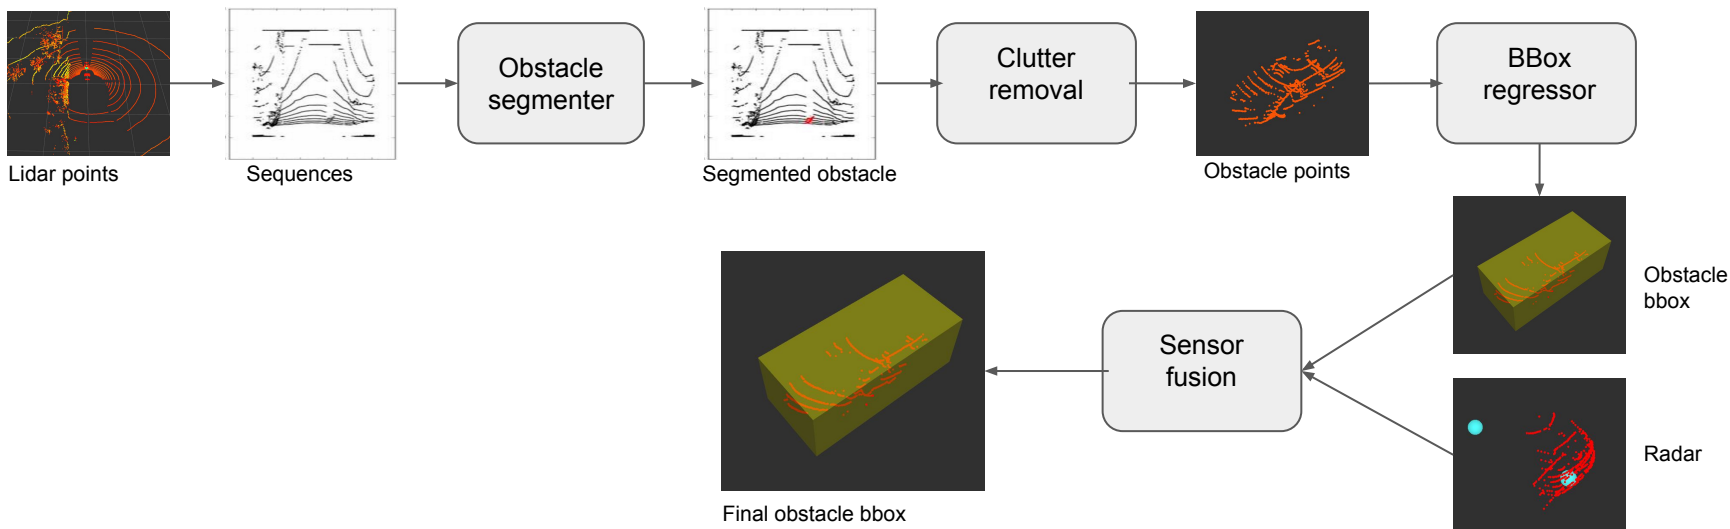 Obstacle
segmenter
Clutter
removal
BBox
regressor
Lidar points
Sequences
Segmented obstacle
Obstacle points
Obstacle
bbox
Sensor
fusion
Radar
Final obstacle bbox